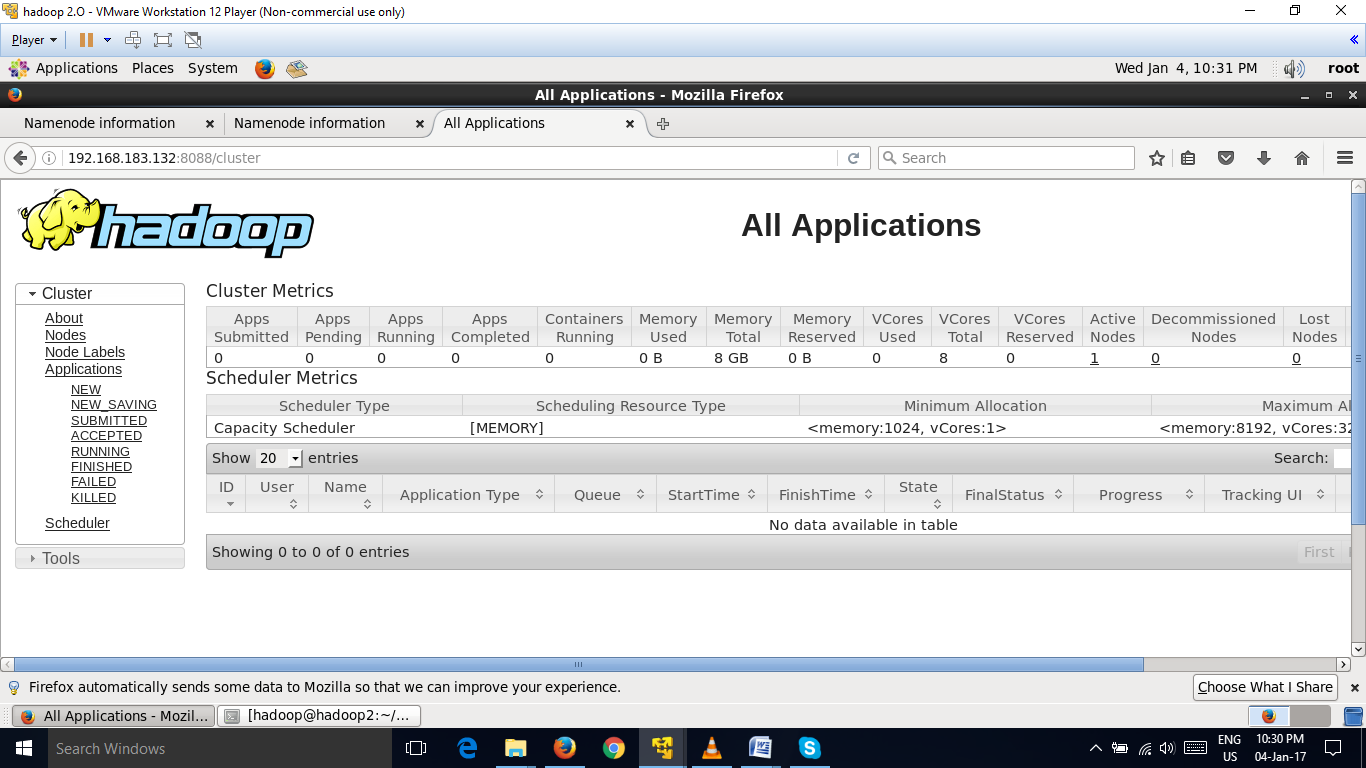 hadoop 2.O - VMware Workstation 12 Player (Non-commercial use only)
Player
Applications Places System Wed Jan 4, 10:31 PM root
All Applications - Mozilla Firefox
Namenode information Namenode information All Applications
192.168.183.132:8088/cluster Search
hadoop
All Applications
Cluster
About
Nodes
Node Labels
Applications
NEW
NEW_SAVING
SUBMITTED
ACCEPTED
RUNNING
FINISHED
FAILED
KILLED
Scheduler
Tools
Cluster Metrics
Apps Apps Apps Apps Containers Memory Memory Memory VCores VCores VCores Active Decommissioned Lost
Submitted Pending Running Completed Running Used Total Reserved Used Total Reserved Nodes Nodes Nodes
0 0 0 0 0 0 B 8 GB 0 B 0 8 0 1 0 0
Scheduler Metrics
Scheduler Type Scheduling Resource Type Minimum Allocation Maximum Al
Capacity Scheduler [MEMORY] <memory:1024, vCores:1> <memory:8192, vCores:32
Show 20 entries Search:
ID User Name Application Type Queue StartTime FinishTime State FinalStatus Progress Tracking UI
No data available in table
Showing 0 to 0 of 0 entries First
Firefox automatically sends some data to Mozilla so that we can improve your experience. Choose What I Share
All Applications - Mozil... [hadoop@hadoop2:~/...
Search Windows ENG 10:30 PM
US 04-Jan-17